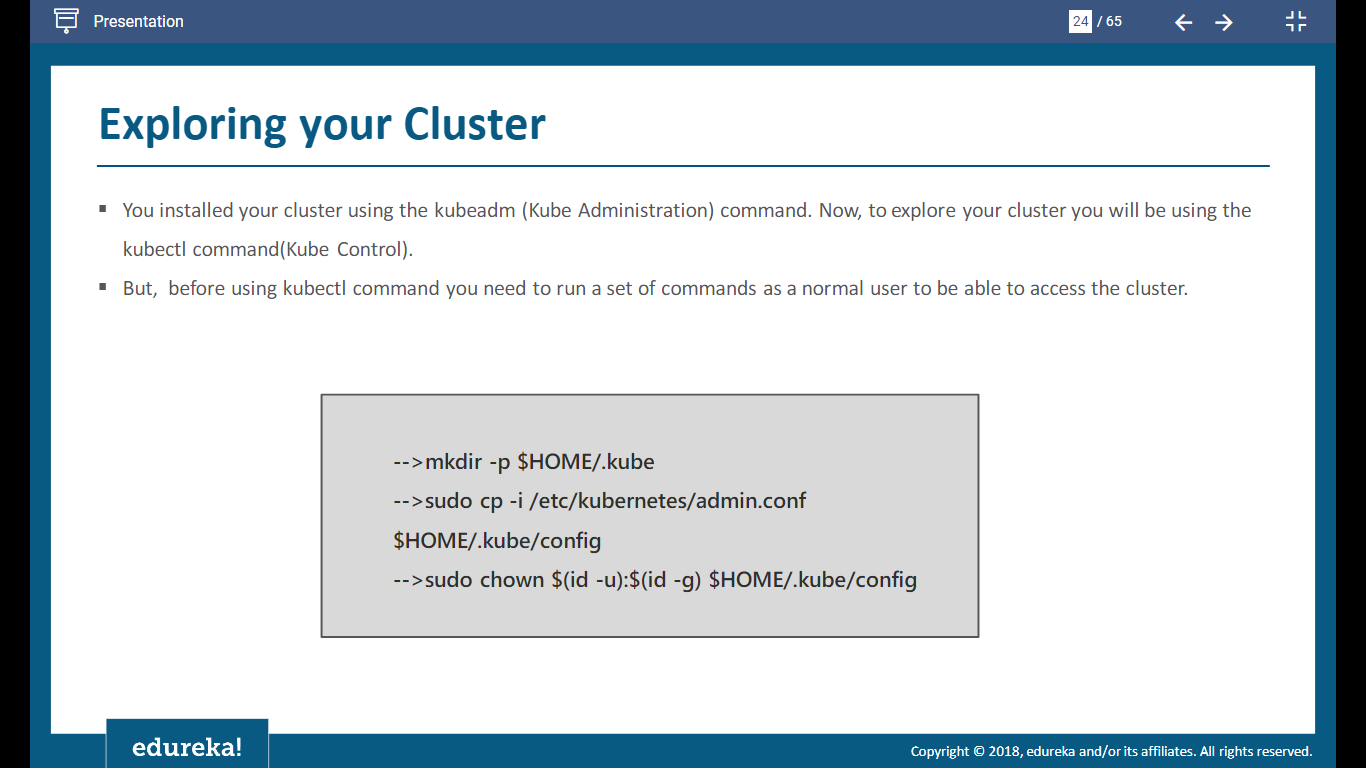 Presentation
24 / 65
Exploring your Cluster
▪ You installed your cluster using the kubeadm (Kube Administration) command. Now, to explore your cluster you will be using the
kubectl command(Kube Control).
▪ But, before using kubectl command you need to run a set of commands as a normal user to be able to access the cluster.
-->mkdir -p $HOME/.kube
-->sudo cp -i /etc/kubernetes/admin.conf
$HOME/.kube/config
-->sudo chown $(id -u):$(id -g) $HOME/.kube/config
edureka!
Copyright © 2018, edureka and/or its affiliates. All rights reserved.